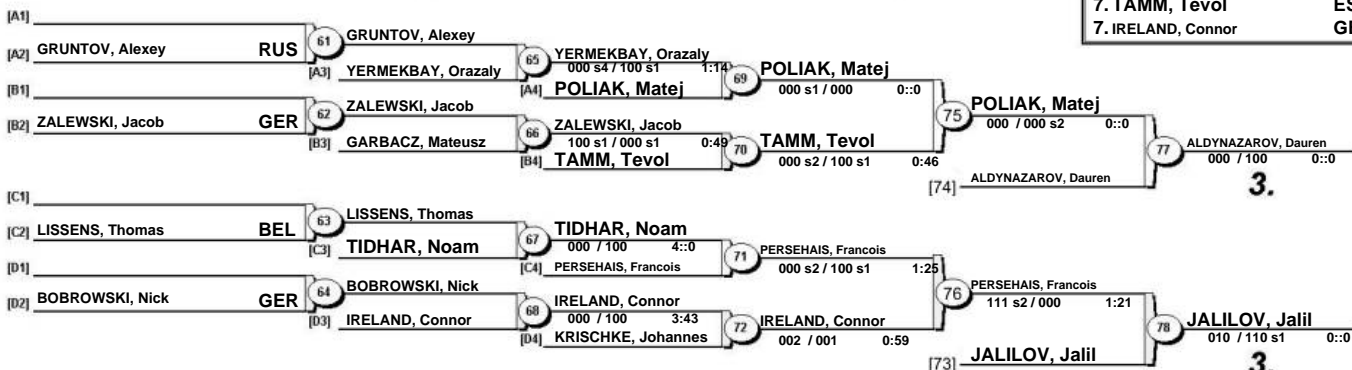 7. TAMM, Tevol
7. IRELAND, Connor
[A1]
[A2] GRUNTOV, Alexey RUS
61 GRUNTOV, Alexey
[A3] YERMEKBAY, Orazaly
65 YERMEKBAY, Orazaly
000 s4 / 100 s1 1:14
[A4] POLIAK, Matej
69 POLIAK, Matej
000 s1 / 000 0::0
[B1]
[B2] ZALEWSKI, Jacob GER
62 ZALEWSKI, Jacob
[B3] GARBACZ, Mateusz
66 ZALEWSKI, Jacob
100 s1 / 000 s1 0:49
[B4] TAMM, Tevol
70 TAMM, Tevol
000 s2 / 100 s1 0:46
75 POLIAK, Matej
000 / 000 s2 0::0
[74] ALDYNAZAROV, Dauren
77 ALDYNAZAROV, Dauren
000 / 100 0::0
3.
[C1]
[C2] LISSENS, Thomas BEL
63 LISSENS, Thomas
[C3] TIDHAR, Noam
67 TIDHAR, Noam
000 / 100 4::0
[C4] PERSEHAIS, Francois
71 PERSEHAIS, Francois
000 s2 / 100 s1 1:25
[D1]
[D2] BOBROWSKI, Nick GER
64 BOBROWSKI, Nick
[D3] IRELAND, Connor
68 IRELAND, Connor
000 / 100 3:43
[D4] KRISCHKE, Johannes
72 IRELAND, Connor
002 / 001 0:59
76 PERSEHAIS, Francois
111 s2 / 000 1:21
[73] JALILOV, Jalil
78 JALILOV, Jalil
010 / 110 s1 0::0
3.